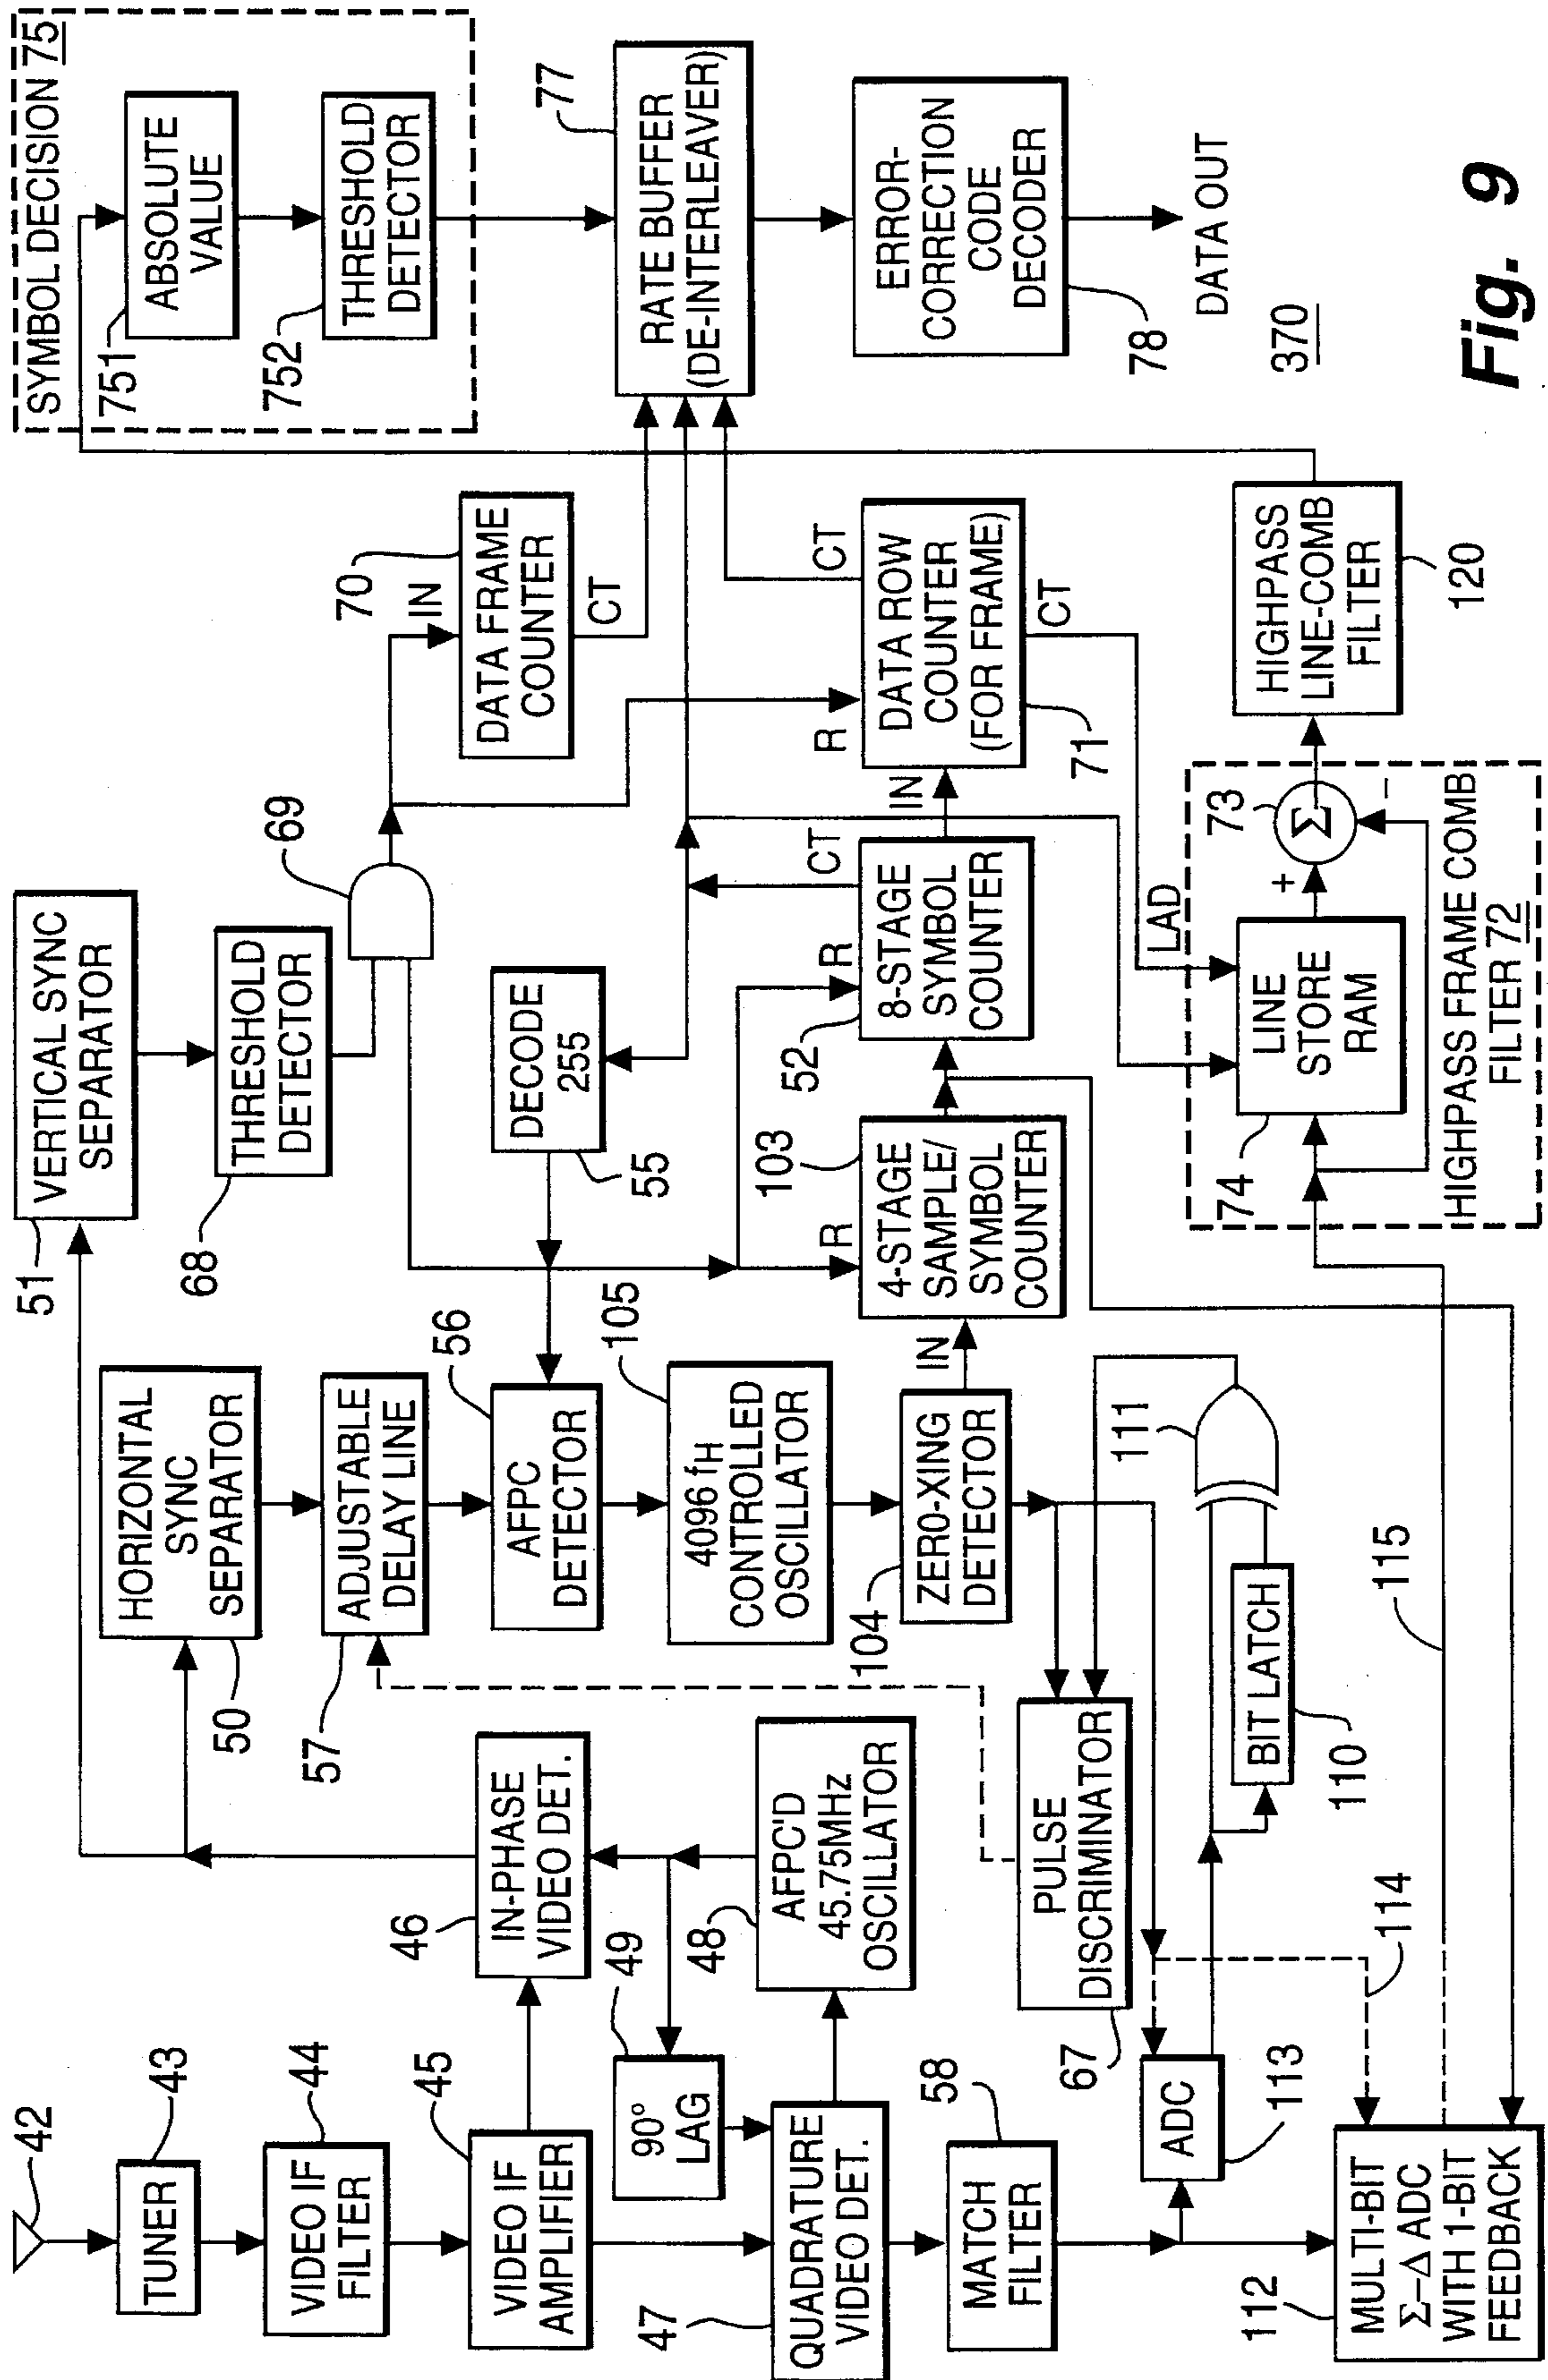 42
TUNER
43
VIDEO IF
FILTER
44
VIDEO IF
AMPLIFIER
45
IN-PHASE
VIDEO DET.
46
90°
LAG
49
QUADRATURE
VIDEO DET.
47
AFPC'D
45.75MHz
OSCILLATOR
48
MATCH
FILTER
58
PULSE
DISCRIMINATOR
67
ADC
113
MULTI-BIT
Σ–Δ ADC
WITH 1-BIT
FEEDBACK
112
114
115
BIT LATCH
110
111
HORIZONTAL
SYNC
SEPARATOR
50
ADJUSTABLE
DELAY LINE
57
AFPC
DETECTOR
56
4096 fH
CONTROLLED
OSCILLATOR
105
ZERO-XING
DETECTOR
104
IN
VERTICAL SYNC
SEPARATOR
51
THRESHOLD
DETECTOR
68
69
DECODE
255
55
R
4-STAGE
SAMPLE/
SYMBOL
COUNTER
103
R
8-STAGE
SYMBOL
COUNTER
52
CT
IN
DATA FRAME
COUNTER
70
IN
CT
R
DATA ROW
COUNTER
(FOR FRAME)
71
CT
CT
LAD
LINE
STORE
RAM
74
+
Σ
73
–
HIGHPASS FRAME COMB
FILTER 72
HIGHPASS
LINE-COMB
FILTER
120
SYMBOL DECISION 75
ABSOLUTE
VALUE
751
THRESHOLD
DETECTOR
752
RATE BUFFER
(DE-INTERLEAVER)
77
ERROR-
CORRECTION
CODE
DECODER
78
DATA OUT
370
Fig. 9